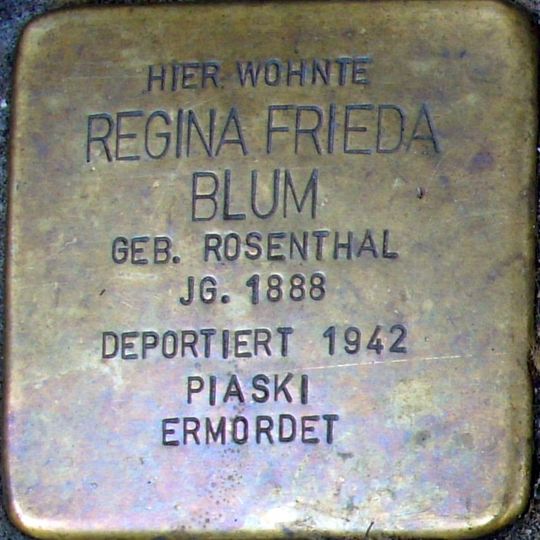 HIER WOHNTE
REGINA FRIEDA
BLUM
GEB. ROSENTHAL
JG. 1888
DEPORTIERT 1942
PIASKI
ERMORDET